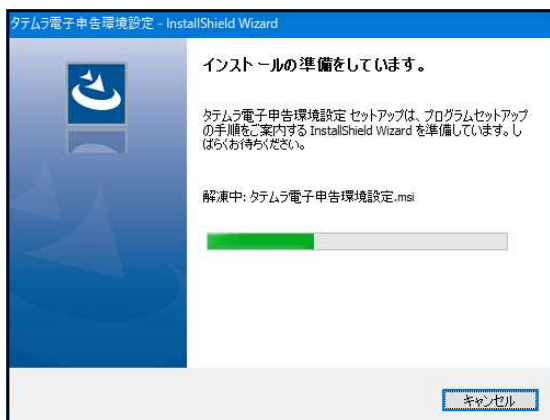 タテムラ電子申告環境設定 - InstallShield Wizard
インストールの準備をしています。
タテムラ電子申告環境設定 セットアップは、プログラムセットアップ
の手順をご案内する InstallShield Wizard を準備しています。し
ばらくお待ちください。
解凍中: タテムラ電子申告環境設定.msi
キャンセル